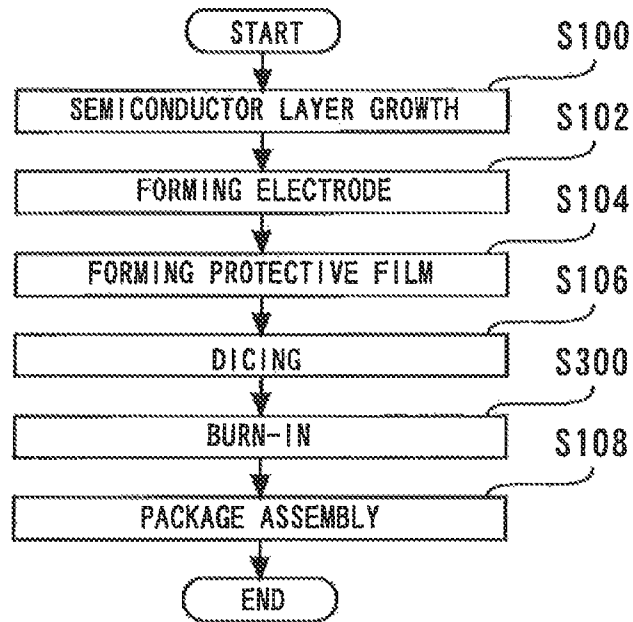 START
S100
SEMICONDUCTOR LAYER GROWTH
S102
FORMING ELECTRODE
S104
FORMING PROTECTIVE FILM
S106
DICING
S300
BURN-IN
S108
PACKAGE ASSEMBLY
END